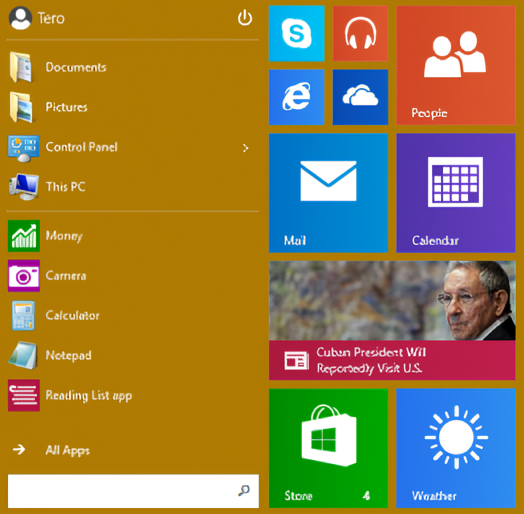 Tero
Documents
Pictures
Control Panel
This PC
Money
Camera
Calculator
Notepad
Reading List app
All Apps
People
Mail
Calendar
Cuban President Will
Reportedly Visit U.S.
Store 4
Weather